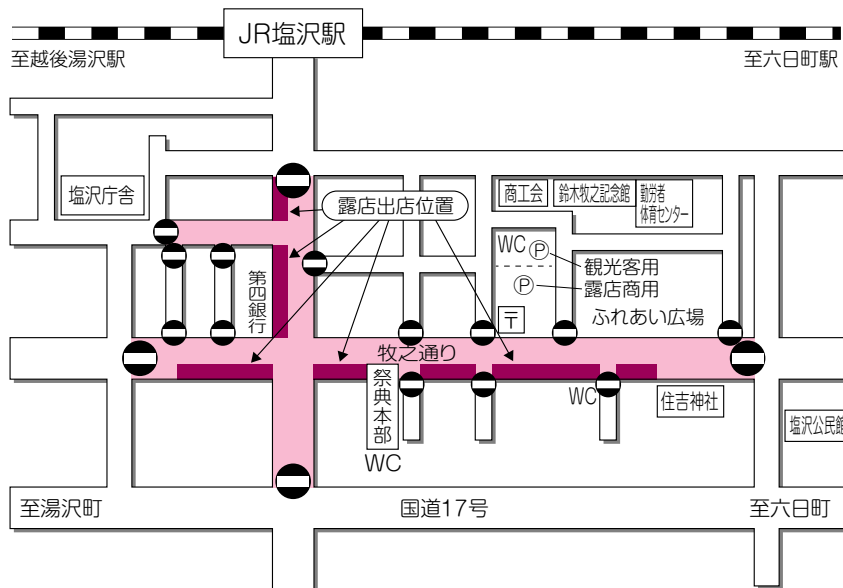 JR塩沢駅
至越後湯沢駅
至六日町駅
塩沢庁舎
露店出店位置
商工会
鈴木牧之記念館
勤労者
体育センター
WC Ⓟ
観光客用
Ⓟ
露店商用
第四銀行
〒
ふれあい広場
牧之通り
祭典本部
WC
WC
住吉神社
塩沢公民館
至湯沢町
国道17号
至六日町